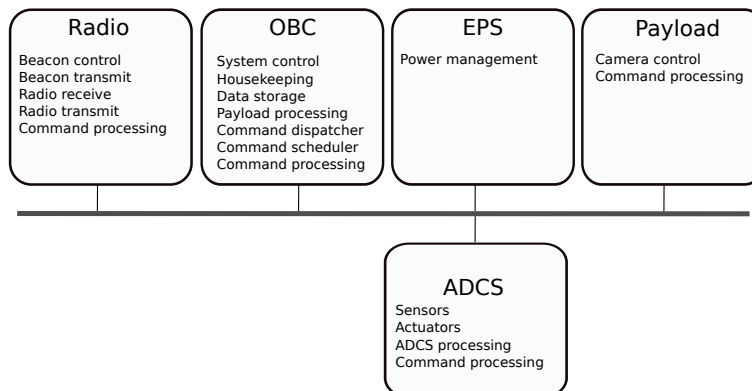 Radio
Beacon control
Beacon transmit
Radio receive
Radio transmit
Command processing
OBC
System control
Housekeeping
Data storage
Payload processing
Command dispatcher
Command scheduler
Command processing
EPS
Power management
Payload
Camera control
Command processing
ADCS
Sensors
Actuators
ADCS processing
Command processing